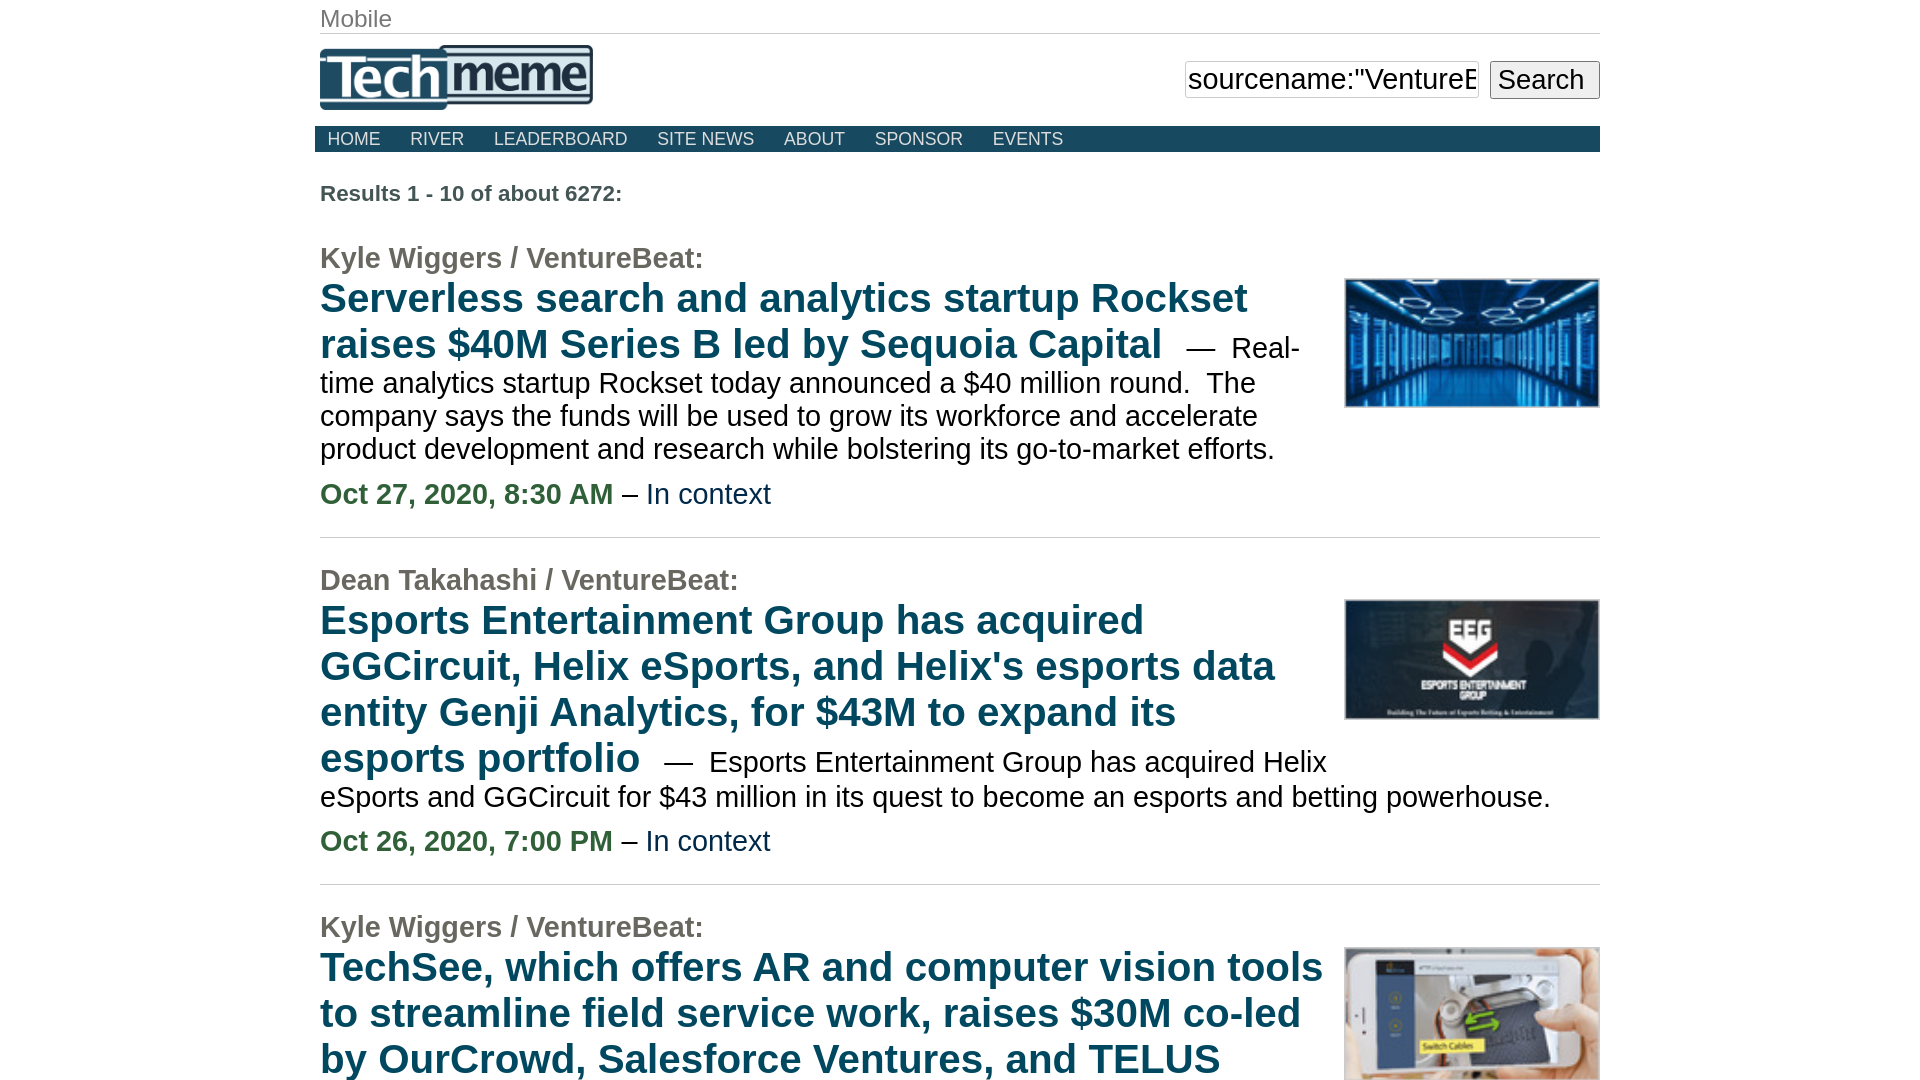 Mobile
Techmeme
sourcename:"VentureB
Search
HOME RIVER LEADERBOARD SITE NEWS ABOUT SPONSOR EVENTS
Results 1 - 10 of about 6272:
Kyle Wiggers / VentureBeat:
Serverless search and analytics startup Rockset
raises $40M Series B led by Sequoia Capital — Real-
time analytics startup Rockset today announced a $40 million round. The
company says the funds will be used to grow its workforce and accelerate
product development and research while bolstering its go-to-market efforts.
Oct 27, 2020, 8:30 AM – In context
Dean Takahashi / VentureBeat:
Esports Entertainment Group has acquired
GGCircuit, Helix eSports, and Helix's esports data
entity Genji Analytics, for $43M to expand its
esports portfolio — Esports Entertainment Group has acquired Helix
eSports and GGCircuit for $43 million in its quest to become an esports and betting powerhouse.
EEG
ESPORTS ENTERTAINMENT
GROUP
Building The Future of Esports Betting & Entertainment
Oct 26, 2020, 7:00 PM – In context
Kyle Wiggers / VentureBeat:
TechSee, which offers AR and computer vision tools
to streamline field service work, raises $30M co-led
by OurCrowd, Salesforce Ventures, and TELUS
Switch Cables